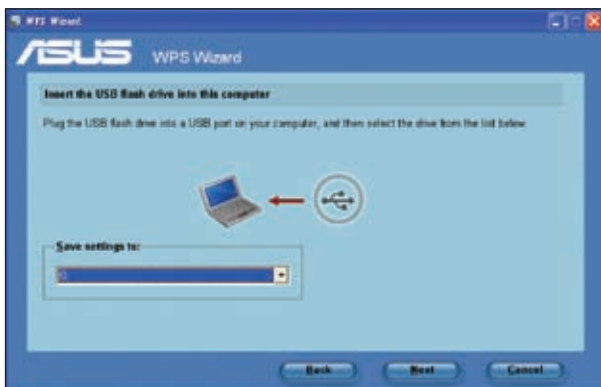 WPS Wizard
ASUS WPS Wizard
Insert the USB flash drive into this computer
Plug the USB flash drive into a USB port on your computer, and then select the drive from the list below.
Save settings to:
Back Next Cancel